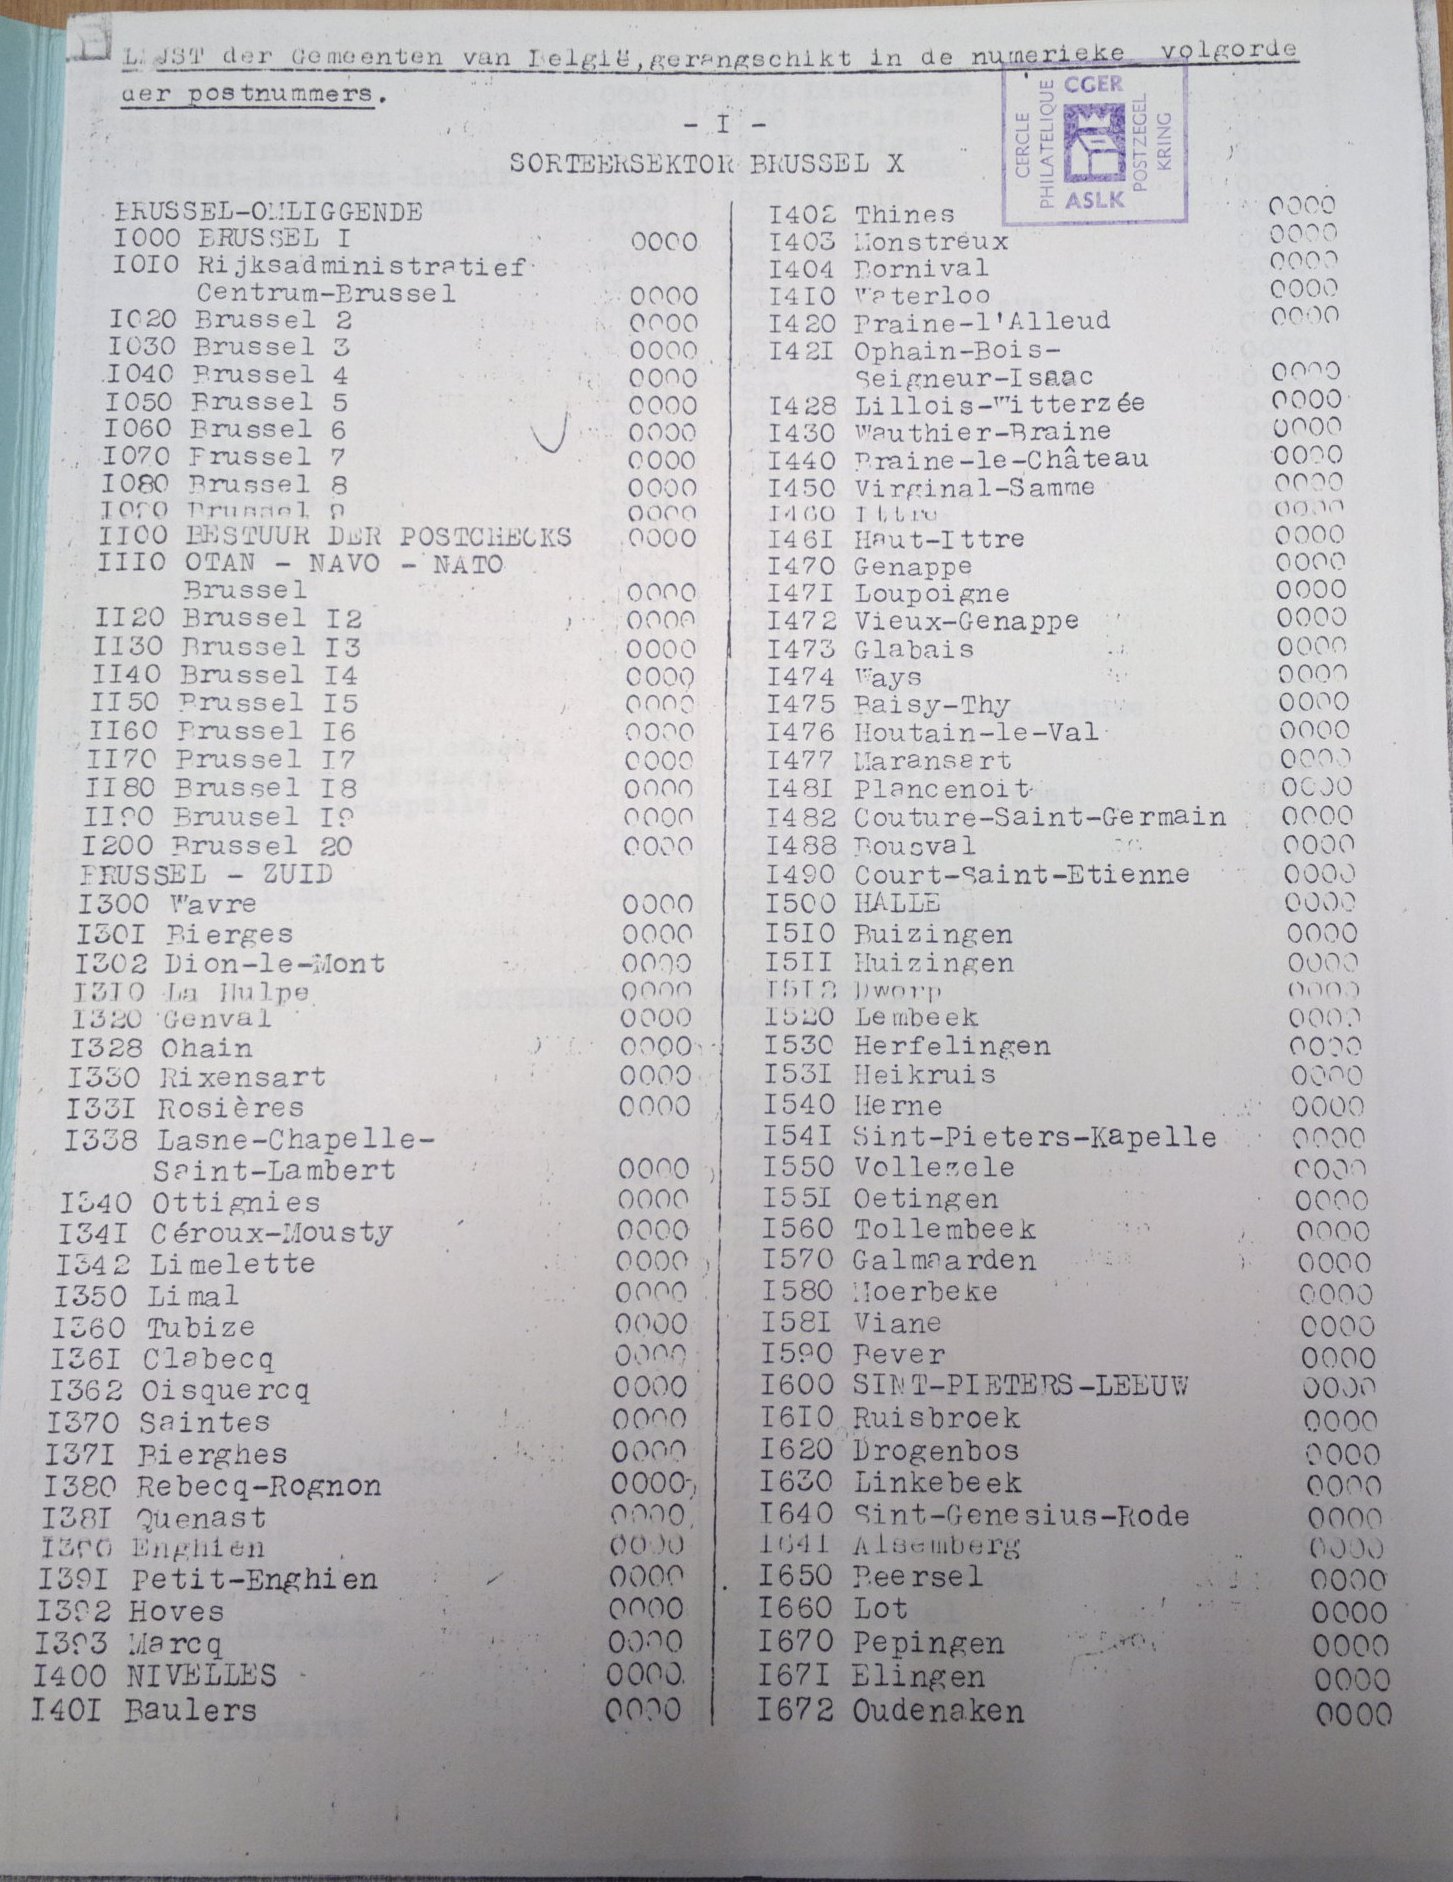 LIJST der Gemeenten van België,gerangschikt in de numerieke volgorde
der postnummers.
- I -
SORTEERSEKTOR BRUSSEL X
CGER
CERCLE
PHILATELIQUE
POSTZEGEL
KRING
ASLK
BRUSSEL-OMLIGGENDE
I000 BRUSSEL I 0000
I0I0 Rijksadministratief
Centrum-Brussel 0000
I020 Brussel 2 0000
I030 Brussel 3 0000
I040 Brussel 4 0000
I050 Brussel 5 0000
I060 Brussel 6 0000
I070 Brussel 7 0000
I080 Brussel 8 0000
I090 Brussel 9 0000
II00 BESTUUR DER POSTCHECKS 0000
III0 OTAN - NAVO - NATO
Brussel 0000
II20 Brussel I2 0000
II30 Brussel I3 0000
II40 Brussel I4 0000
II50 Brussel I5 0000
II60 Brussel I6 0000
II70 Brussel I7 0000
II80 Brussel I8 0000
II90 Bruusel I9 0000
I200 Brussel 20 0000
BRUSSEL - ZUID
I300 Wavre 0000
I30I Bierges 0000
I302 Dion-le-Mont 0000
I3I0 La Hulpe 0000
I320 Genval 0000
I328 Ohain 0000
I330 Rixensart 0000
I33I Rosières 0000
I338 Lasne-Chapelle-
Saint-Lambert 0000
I340 Ottignies 0000
I34I Céroux-Mousty 0000
I342 Limelette 0000
I350 Limal 0000
I360 Tubize 0000
I36I Clabecq 0000
I362 Oisquercq 0000
I370 Saintes 0000
I37I Bierghes 0000
I380 Rebecq-Rognon 0000
I38I Quenast 0000
I390 Enghien 0000
I39I Petit-Enghien 0000
I392 Hoves 0000
I393 Marcq 0000
I400 NIVELLES 0000
I40I Baulers 0000
I402 Thines 0000
I403 Monstreux 0000
I404 Bornival 0000
I4I0 Waterloo 0000
I420 Braine-l'Alleud 0000
I42I Ophain-Bois-
Seigneur-Isaac 0000
I428 Lillois-Witterzée 0000
I430 Wauthier-Braine 0000
I440 Braine-le-Château 0000
I450 Virginal-Samme 0000
I460 Ittre 0000
I46I Haut-Ittre 0000
I470 Genappe 0000
I47I Loupoigne 0000
I472 Vieux-Genappe 0000
I473 Glabais 0000
I474 Ways 0000
I475 Baisy-Thy 0000
I476 Houtain-le-Val 0000
I477 Maransart 0000
I48I Plancenoit 0000
I482 Couture-Saint-Germain 0000
I488 Bousval 0000
I490 Court-Saint-Etienne 0000
I500 HALLE 0000
I5I0 Buizingen 0000
I5II Huizingen 0000
I5I2 Dworp 0000
I520 Lembeek 0000
I530 Herfelingen 0000
I53I Heikruis 0000
I540 Herne 0000
I54I Sint-Pieters-Kapelle 0000
I550 Vollezele 0000
I55I Oetingen 0000
I560 Tollembeek 0000
I570 Galmaarden 0000
I580 Moerbeke 0000
I58I Viane 0000
I590 Bever 0000
I600 SINT-PIETERS-LEEUW 0000
I6I0 Ruisbroek 0000
I620 Drogenbos 0000
I630 Linkebeek 0000
I640 Sint-Genesius-Rode 0000
I64I Alsemberg 0000
I650 Beersel 0000
I660 Lot 0000
I670 Pepingen 0000
I67I Elingen 0000
I672 Oudenaken 0000